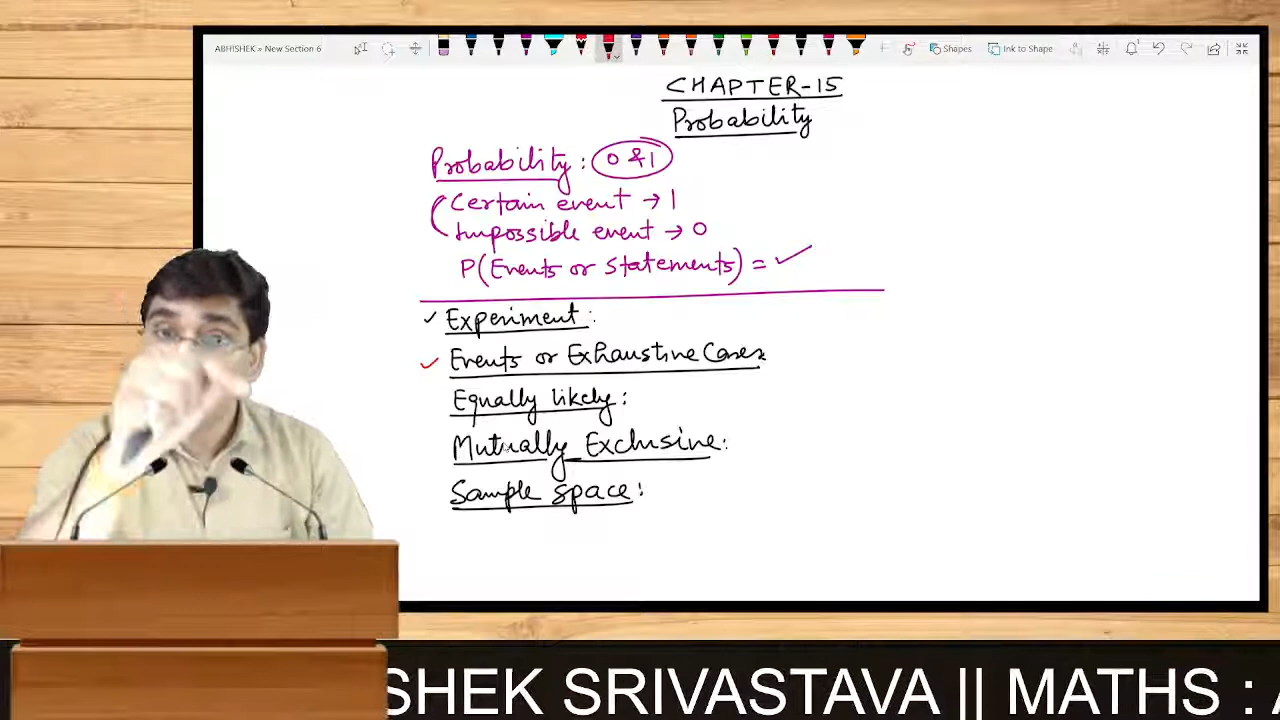 ABHISHEK » New Section 6
Shapes
Ink to Shape
CHAPTER-15
Probability
Probability : 0 & 1
Certain event → 1
Impossible event → 0
P(Events or Statements) = ✓
✓ Experiment :
✓ Events or Exhaustive Cases
Equally likely :
Mutually Exclusive :
Sample space :
SHEK SRIVASTAVA || MATHS :